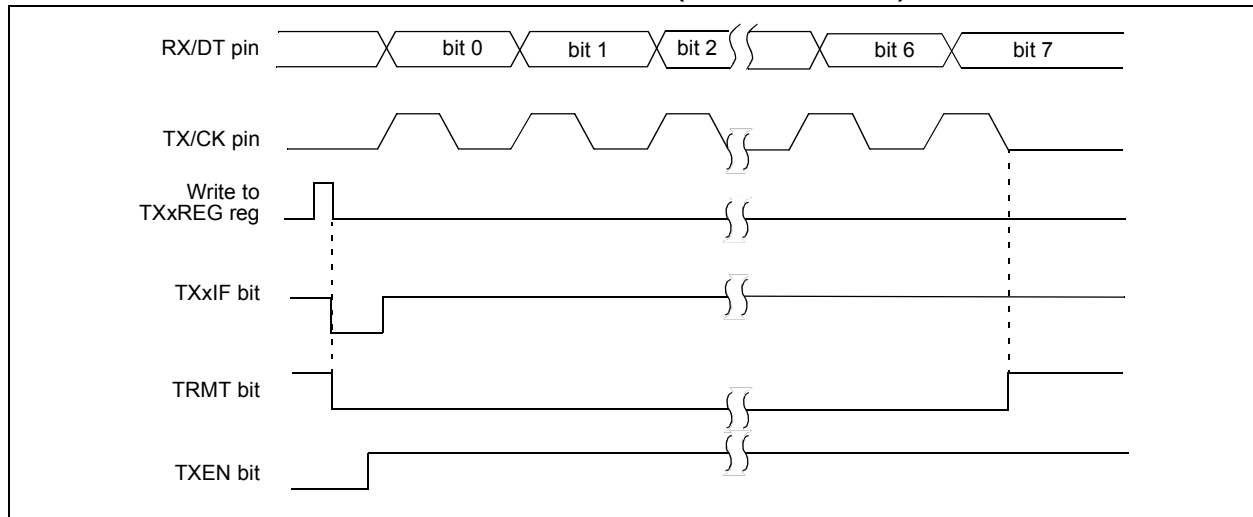 RX/DT pin
bit 0
bit 1
bit 2
bit 6
bit 7
TX/CK pin
Write to
TXxREG reg
TXxIF bit
TRMT bit
TXEN bit